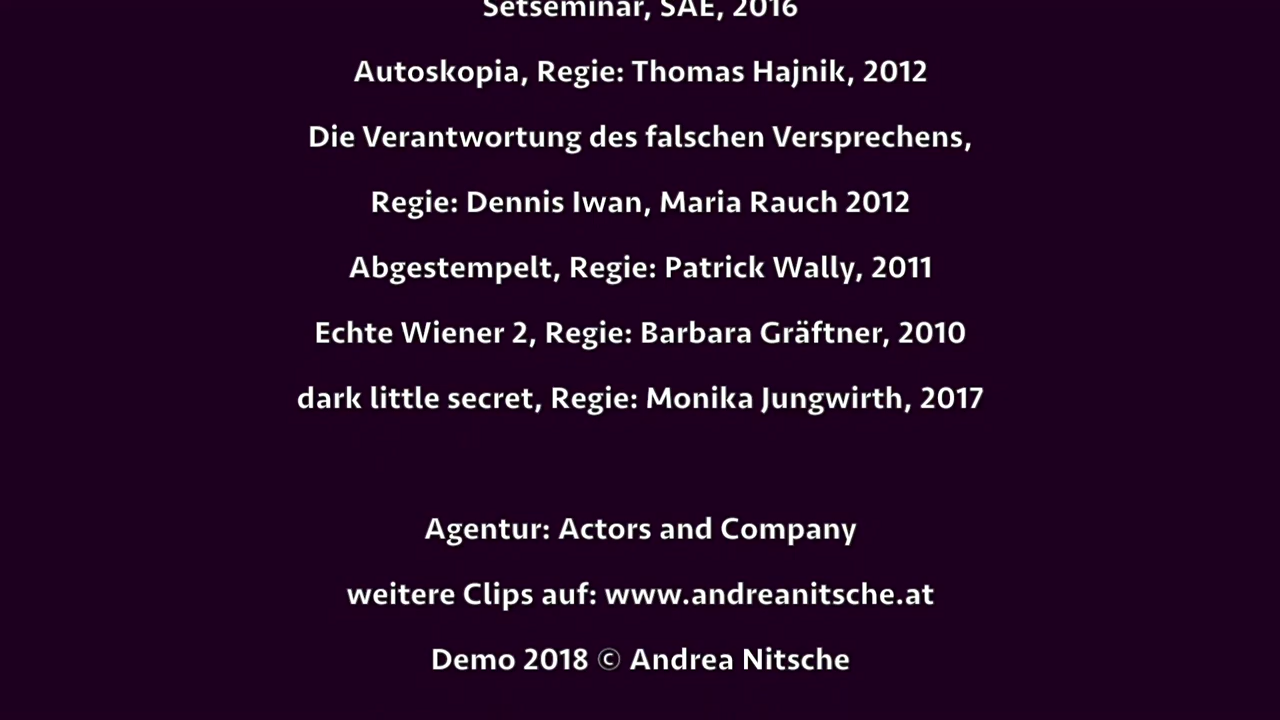 Setseminar, SAE, 2016
Autoskopia, Regie: Thomas Hajnik, 2012
Die Verantwortung des falschen Versprechens,
Regie: Dennis Iwan, Maria Rauch 2012
Abgestempelt, Regie: Patrick Wally, 2011
Echte Wiener 2, Regie: Barbara Gräftner, 2010
dark little secret, Regie: Monika Jungwirth, 2017
Agentur: Actors and Company
weitere Clips auf: www.andreanitsche.at
Demo 2018 © Andrea Nitsche